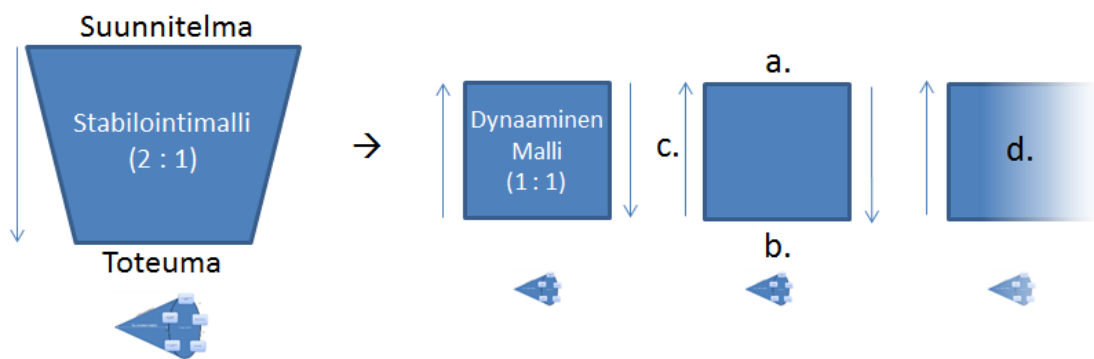 Suunnitelma
Stabilointimalli
(2 : 1)
Toteuma
→
Dynaaminen
Malli
(1 : 1)
a.
c.
b.
d.